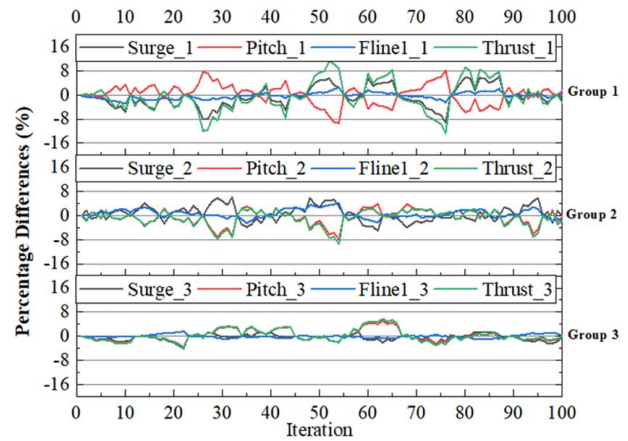 0 10 20 30 40 50 60 70 80 90 100
16
Surge_1 Pitch_1 Fline1_1 Thrust_1
8
0
-8
-16
Group 1
16
Surge_2 Pitch_2 Fline1_2 Thrust_2
8
0
-8
-16
Group 2
16
Surge_3 Pitch_3 Fline1_3 Thrust_3
8
0
-8
-16
Group 3
Percentage Differences (%)
0 10 20 30 40 50 60 70 80 90 100
Iteration